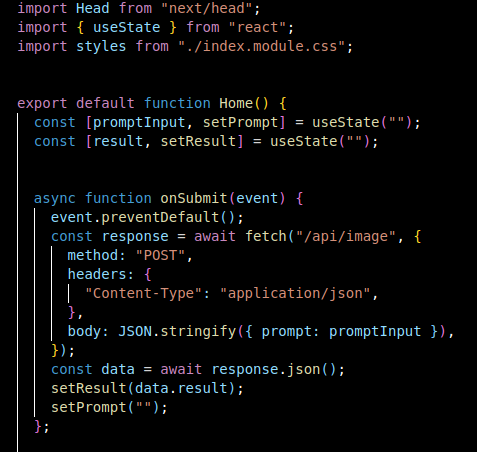 import Head from "next/head";
import { useState } from "react";
import styles from "./index.module.css";
export default function Home() {
const [promptInput, setPrompt] = useState("");
const [result, setResult] = useState("");
async function onSubmit(event) {
event.preventDefault();
const response = await fetch("/api/image", {
method: "POST",
headers: {
"Content-Type": "application/json",
},
body: JSON.stringify({ prompt: promptInput }),
});
const data = await response.json();
setResult(data.result);
setPrompt("");
};